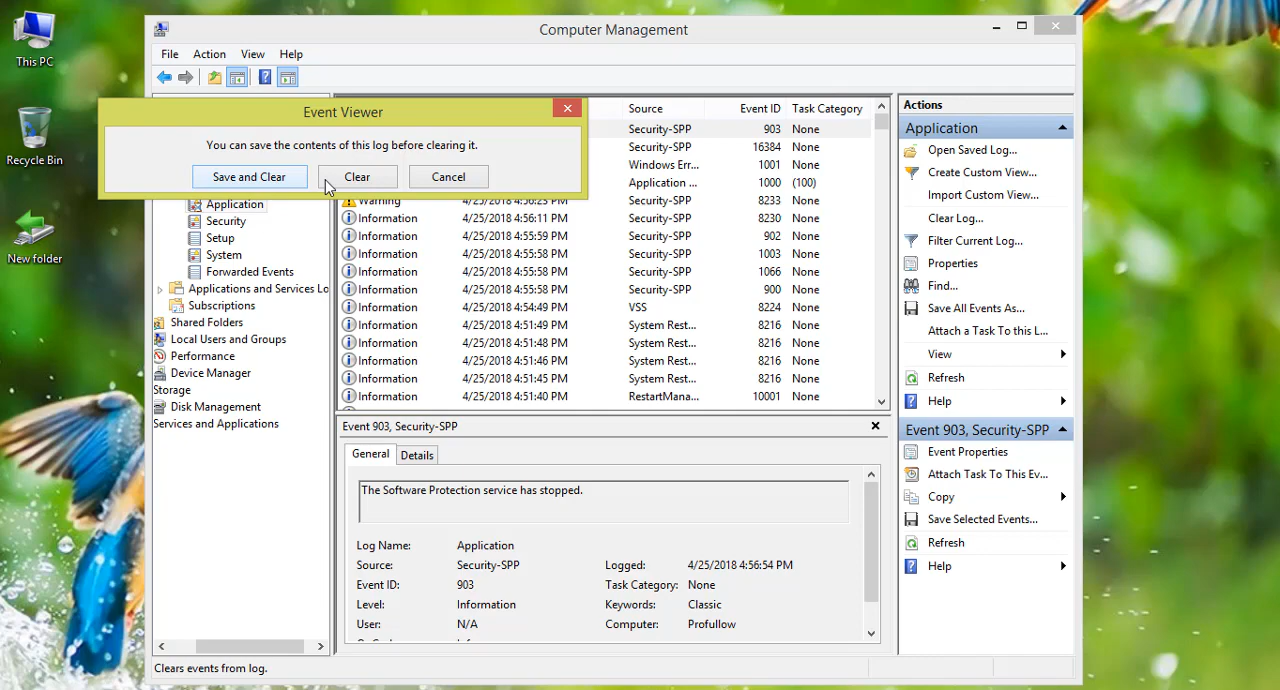 This PC
Recycle Bin
New folder
Computer Management
File Action View Help
Event Viewer
You can save the contents of this log before clearing it.
Save and Clear Clear Cancel
Application
Security
Setup
System
Forwarded Events
Applications and Services Lo
Subscriptions
Shared Folders
Local Users and Groups
Performance
Device Manager
Storage
Disk Management
Services and Applications
Source Event ID Task Category
Security-SPP 903 None
Security-SPP 16384 None
Windows Err... 1001 None
Application ... 1000 (100)
Warning 4/25/2018 4:56:23 PM Security-SPP 8233 None
Information 4/25/2018 4:56:11 PM Security-SPP 8230 None
Information 4/25/2018 4:55:59 PM Security-SPP 902 None
Information 4/25/2018 4:55:58 PM Security-SPP 1003 None
Information 4/25/2018 4:55:58 PM Security-SPP 1066 None
Information 4/25/2018 4:55:58 PM Security-SPP 900 None
Information 4/25/2018 4:54:49 PM VSS 8224 None
Information 4/25/2018 4:51:49 PM System Rest... 8216 None
Information 4/25/2018 4:51:48 PM System Rest... 8216 None
Information 4/25/2018 4:51:46 PM System Rest... 8216 None
Information 4/25/2018 4:51:45 PM System Rest... 8216 None
Information 4/25/2018 4:51:40 PM RestartMana... 10001 None
Event 903, Security-SPP
General Details
The Software Protection service has stopped.
Log Name: Application
Source: Security-SPP Logged: 4/25/2018 4:56:54 PM
Event ID: 903 Task Category: None
Level: Information Keywords: Classic
User: N/A Computer: Profullow
Actions
Application
Open Saved Log...
Create Custom View...
Import Custom View...
Clear Log...
Filter Current Log...
Properties
Find...
Save All Events As...
Attach a Task To this L...
View
Refresh
Help
Event 903, Security-SPP
Event Properties
Attach Task To This Ev...
Copy
Save Selected Events...
Refresh
Help
Clears events from log.